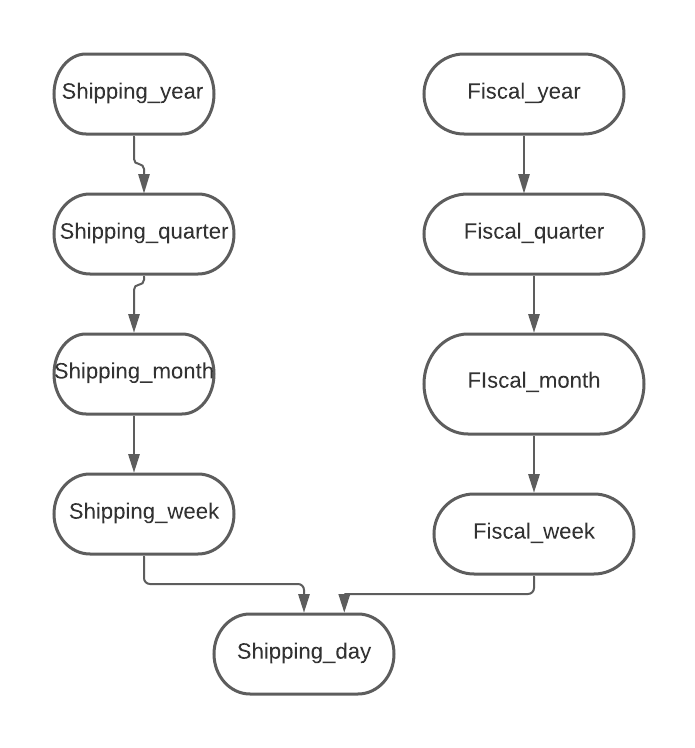 Shipping_year
Fiscal_year
Shipping_quarter
Fiscal_quarter
Shipping_month
FIscal_month
Shipping_week
Fiscal_week
Shipping_day